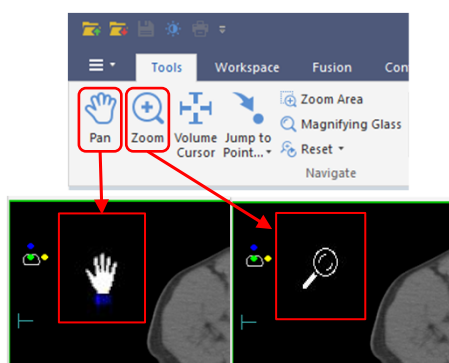 Tools Workspace Fusion Con
Pan Zoom Volume Cursor Jump to Point... Zoom Area
Magnifying Glass
Reset
Navigate